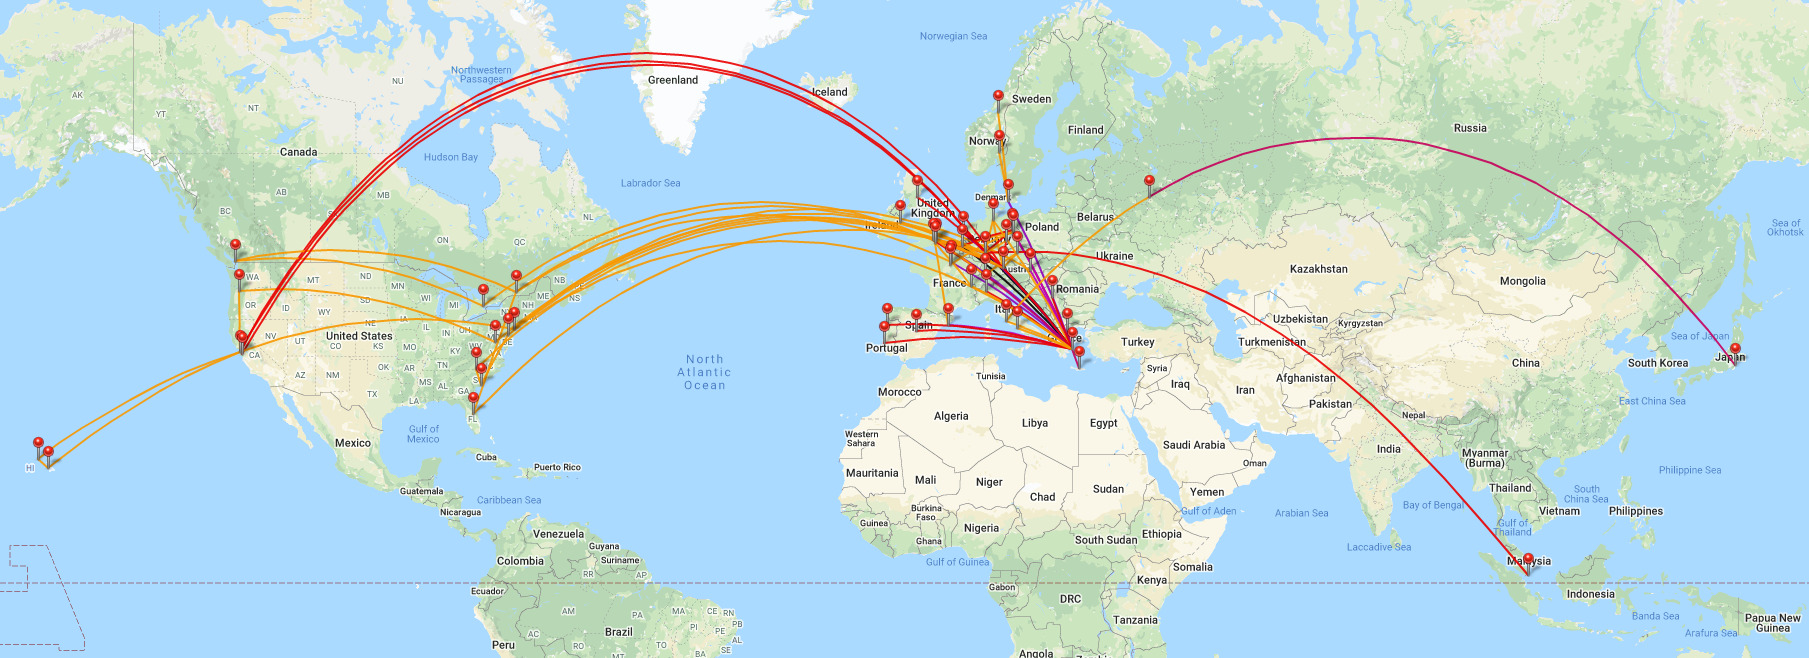 Norwegian Sea
Northwestern
Passages
Greenland
Iceland
NU
AK
YT
NT
Sweden
Finland
Norway
Russia
Canada
Hudson Bay
Labrador Sea
AB
MB
BC
NL
ON
QC
United
Kingdom
Ireland
Denmark
Belarus
Poland
Sea of
Okhotsk
Ukraine
Austria
France
Romania
Kazakhstan
Mongolia
WA
MT
ND
MN
NB
ME
NS
OR
ID
SD
WI
MI
NH
WY
IA
NE
IL
IN
OH
DE
NV
UT
CO
KS
MO
KY
WV
VA
United States
CA
AZ
NM
OK
AR
TN
MS
AL
GA
TX
LA
FL
Spain
Portugal
Italy
Turkey
Uzbekistan
Kyrgyzstan
Turkmenistan
Sea of Japan
Japan
South Korea
China
North
Atlantic
Ocean
Tunisia
Syria
Iraq
Iran
Afghanistan
Pakistan
Morocco
East China Sea
Algeria
Libya
Egypt
Nepal
Gulf of
Mexico
Mexico
Western
Sahara
Saudi Arabia
India
Myanmar
(Burma)
Cuba
Puerto Rico
HI
Oman
Mauritania
Mali
Niger
Chad
Sudan
Yemen
Philippine Sea
Guatemala
Caribbean Sea
Nicaragua
Thailand
South
China Sea
Bay of Bengal
Arabian Sea
Gulf of Aden
Vietnam
Philippines
Burkina
Faso
Guinea
Ghana
Nigeria
South Sudan
Ethiopia
Gulf of
Thailand
Laccadive Sea
Venezuela
Guyana
Suriname
Colombia
Gulf of Guinea
Somalia
Malaysia
RR
AP
Ecuador
Gabon
Kenya
DRC
Indonesia
AM
PA
MA
CE
RN
PB
PE
AL
SE
PI
TO
AC
RO
MT
BA
Brazil
Peru
Tanzania
Angola
Banda Sea
Arafura Sea
Papua New
Guinea